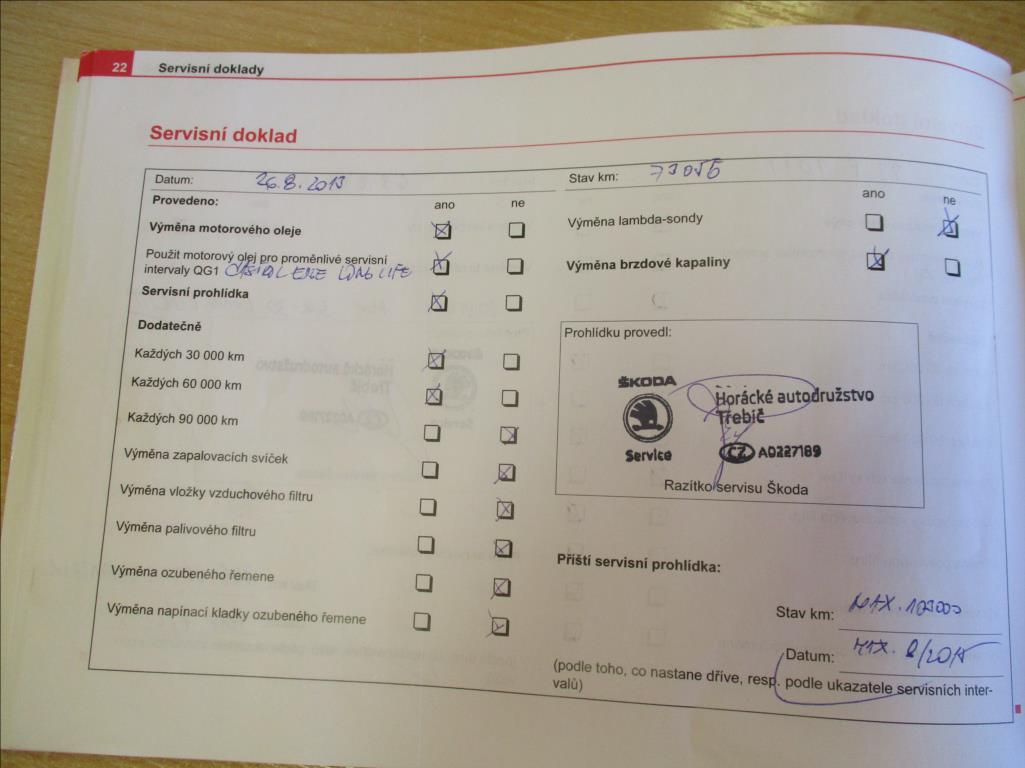 22
Servisní doklady
Servisní doklad
Datum: 26.8.2013
Stav km: 73055
Provedeno:
ano ne
ano ne
Výměna motorového oleje
Výměna lambda-sondy
Použit motorový olej pro proměnlivé servisní
intervaly QG1 LONG LIFE
Výměna brzdové kapaliny
Servisní prohlídka
Dodatečně
Každých 30 000 km
Každých 60 000 km
Každých 90 000 km
Výměna zapalovacích svíček
Výměna vložky vzduchového filtru
Výměna palivového filtru
Výměna ozubeného řemene
Výměna napínací kladky ozubeného řemene
Prohlídku provedl:
ŠKODA
Service
Horácké autodružstvo
Třebíč
CZ A0227189
Razítko servisu Škoda
Příští servisní prohlídka:
Stav km: MAX. 103000
Datum: MAX. 8/2015
(podle toho, co nastane dříve, resp. podle ukazatele servisních inter-
valů)